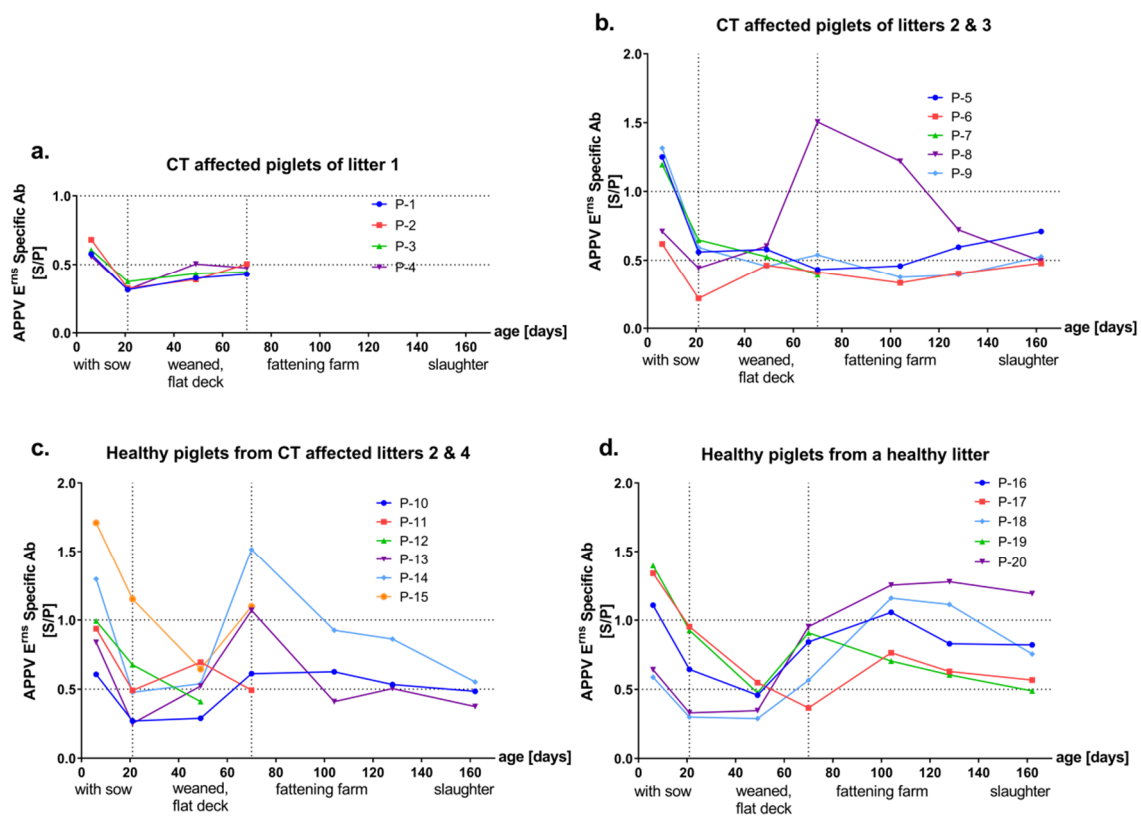 a.
CT affected piglets of litter 1
APPV Erns Specific Ab
[S/P]
1.0
0.5
0.0
0 20 40 60 80 100 120 140 160
age [days]
with sow weaned, fattening farm slaughter
flat deck
P-1
P-2
P-3
P-4
b.
CT affected piglets of litters 2 & 3
APPV Erns Specific Ab
[S/P]
2.0
1.5
1.0
0.5
0.0
0 20 40 60 80 100 120 140 160
age [days]
with sow weaned, fattening farm slaughter
flat deck
P-5
P-6
P-7
P-8
P-9
c.
Healthy piglets from CT affected litters 2 & 4
APPV Erns Specific Ab
[S/P]
2.0
1.5
1.0
0.5
0.0
0 20 40 60 80 100 120 140 160
age [days]
with sow weaned, fattening farm slaughter
flat deck
P-10
P-11
P-12
P-13
P-14
P-15
d.
Healthy piglets from a healthy litter
APPV Erns Specific Ab
[S/P]
2.0
1.5
1.0
0.5
0.0
0 20 40 60 80 100 120 140 160
age [days]
with sow weaned, fattening farm slaughter
flat deck
P-16
P-17
P-18
P-19
P-20